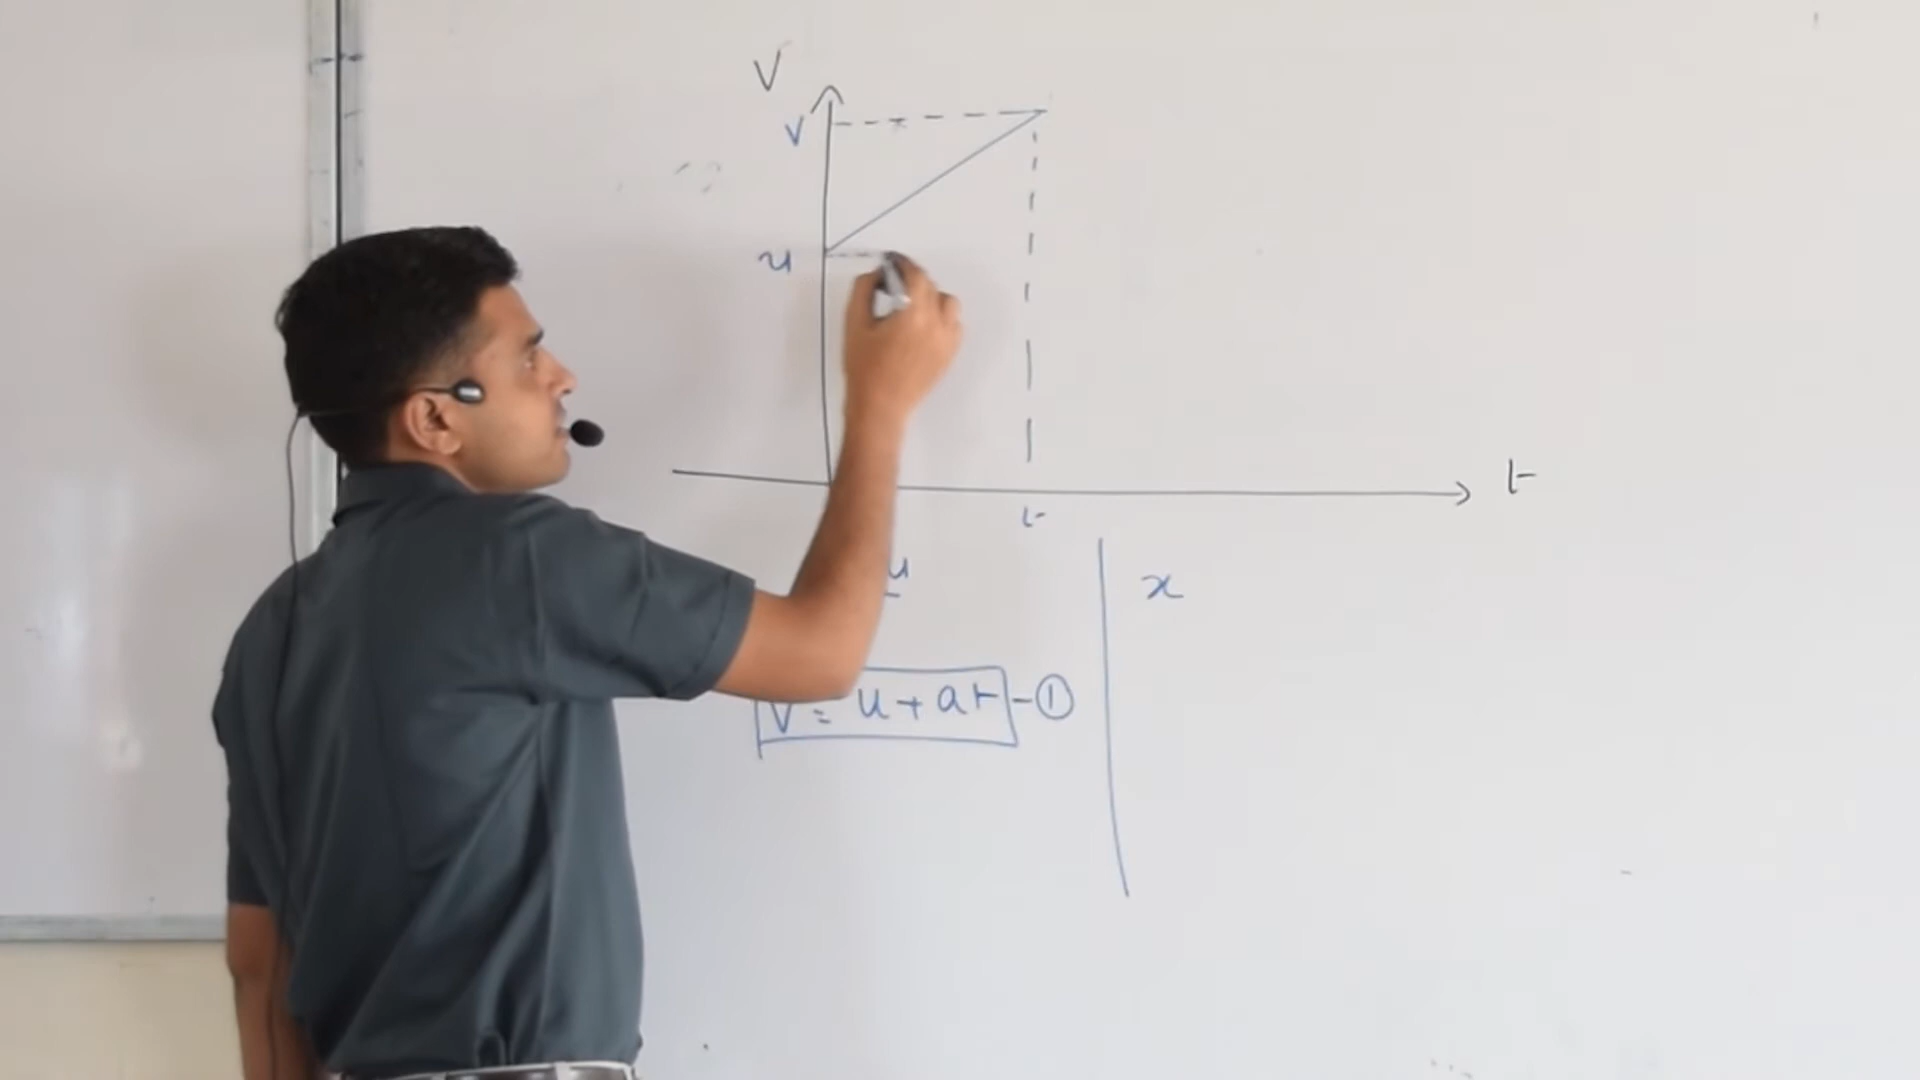 V
v
u
t
t
u
x
v = u + at - ①